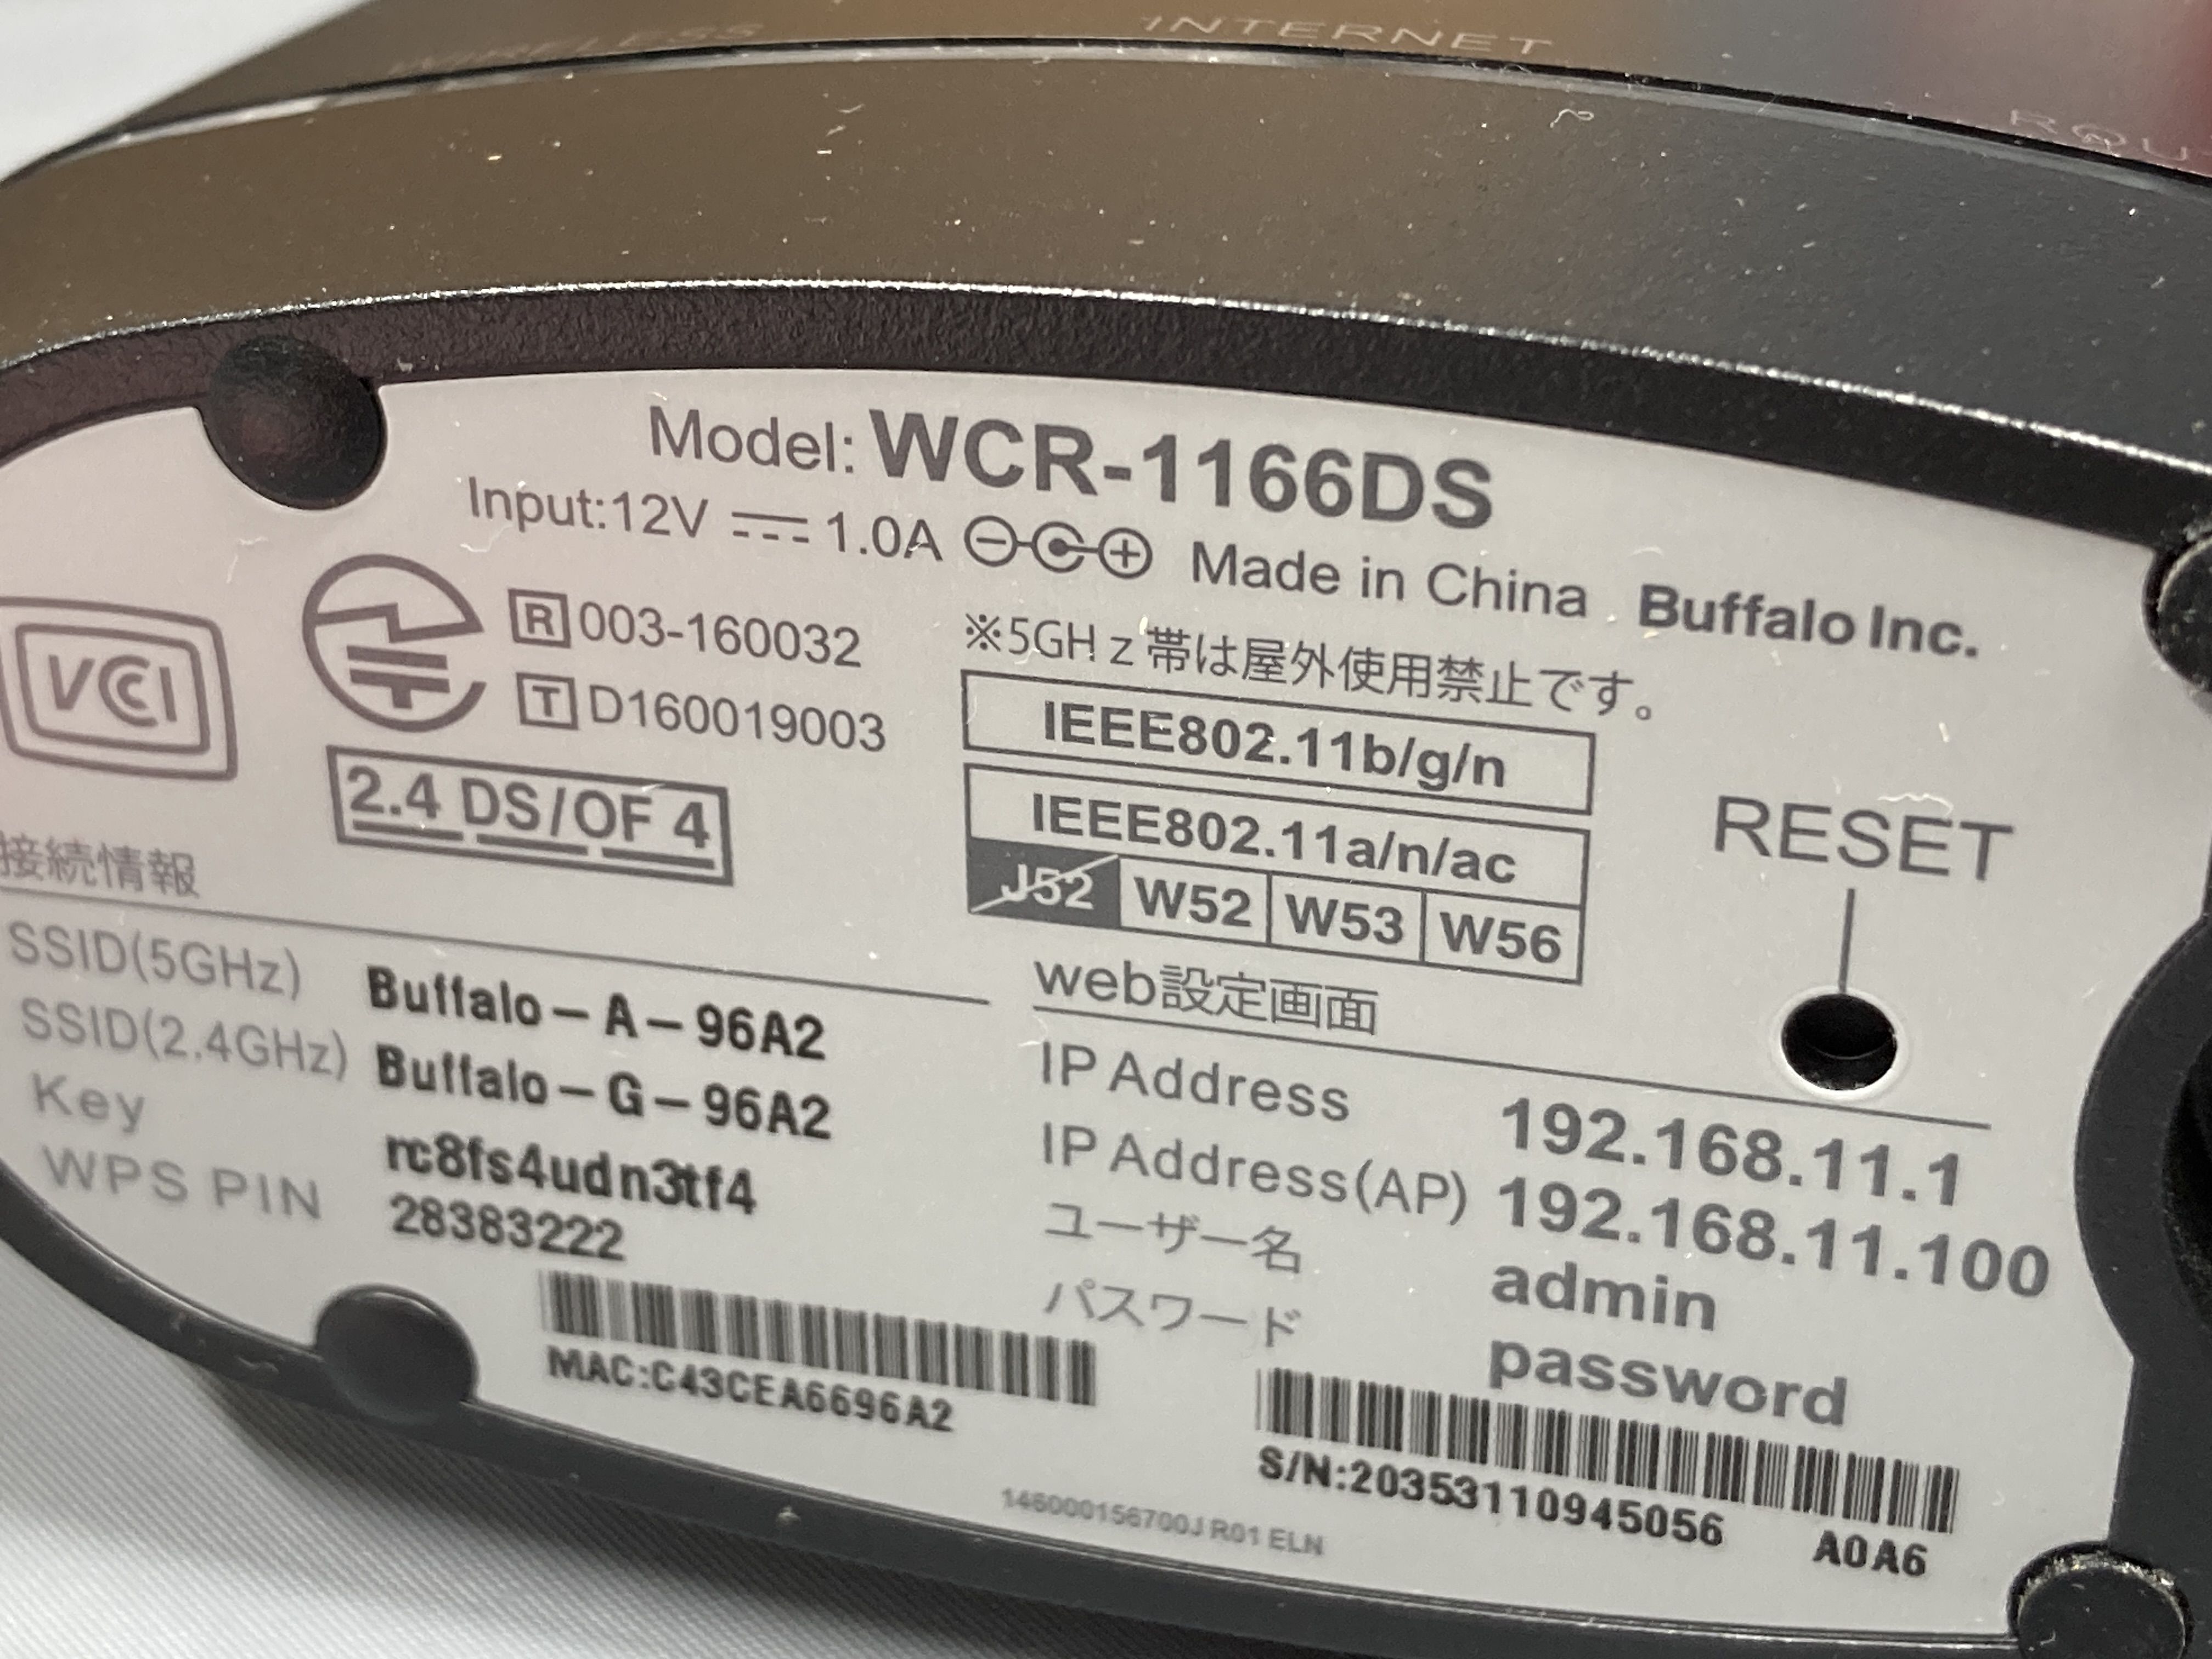 WIRELESS
INTERNET
ROU
Model: WCR-1166DS
Input:12V 1.0A Made in China Buffalo Inc.
VCCI
R 003-160032
T D160019003
2.4 DS/OF 4
※5GHz帯は屋外使用禁止です。
IEEE802.11b/g/n
IEEE802.11a/n/ac
J52 W52 W53 W56
RESET
接続情報
SSID(5GHz) Buffalo-A-96A2
SSID(2.4GHz) Buffalo-G-96A2
Key rc8fs4udn3tf4
WPS PIN 28383222
MAC:C43CEA6696A2
web設定画面
IP Address 192.168.11.1
IP Address(AP) 192.168.11.100
ユーザー名 admin
パスワード password
S/N:20353110945056 A0A6
146000156700J R01 ELN